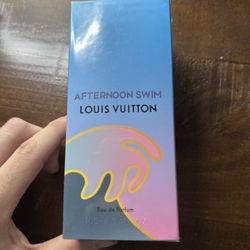 AFTERNOON SWIM
LOUIS VUITTON
Eau de Parfum